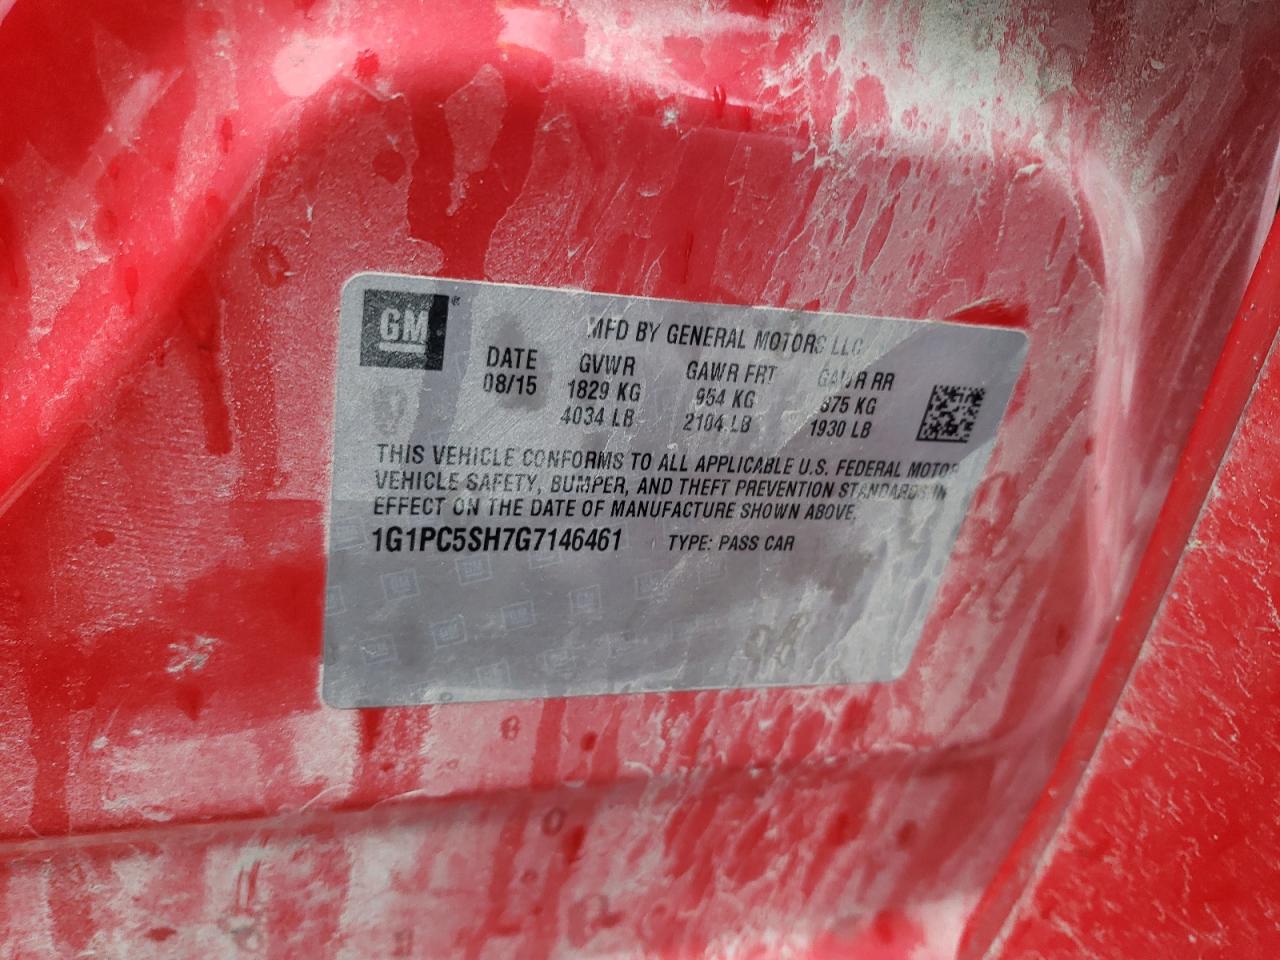 GM®
MFD BY GENERAL MOTORS LLC
DATE GVWR GAWR FRT GAWR RR
08/15 1829 KG 954 KG 875 KG
4034 LB 2104 LB 1930 LB
THIS VEHICLE CONFORMS TO ALL APPLICABLE U.S. FEDERAL MOTOR
VEHICLE SAFETY, BUMPER, AND THEFT PREVENTION STANDARDS IN
EFFECT ON THE DATE OF MANUFACTURE SHOWN ABOVE.
1G1PC5SH7G7146461 TYPE: PASS CAR